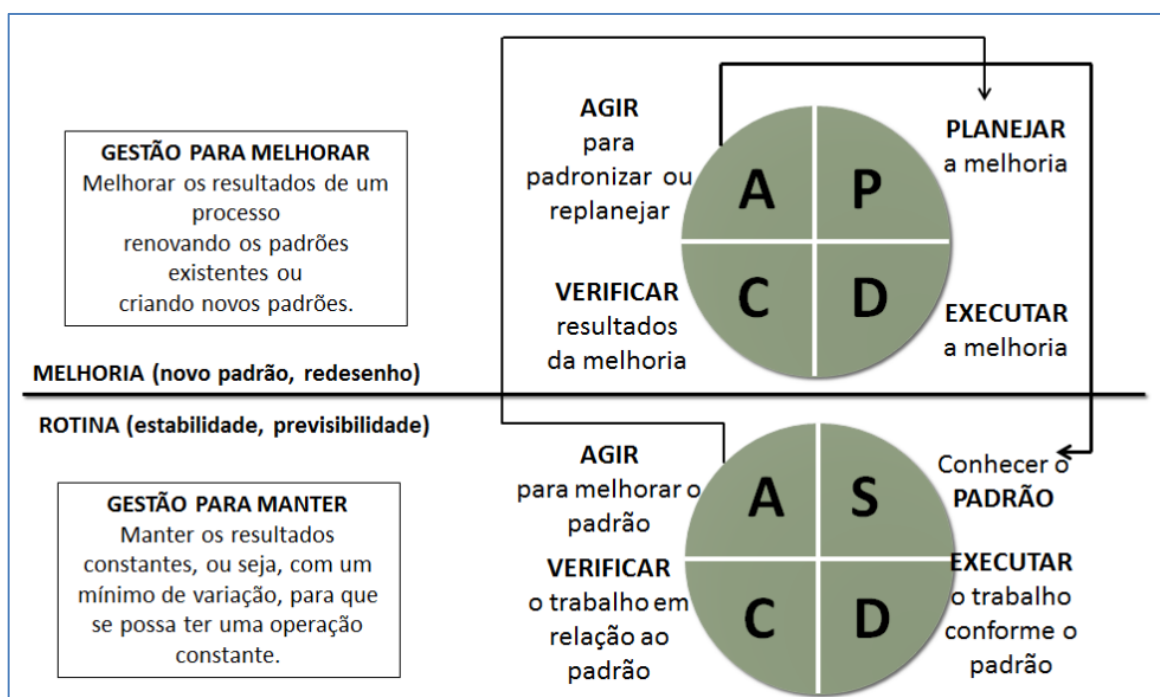 GESTÃO PARA MELHORAR
Melhorar os resultados de um
processo
renovando os padrões
existentes ou
criando novos padrões.
AGIR
para
padronizar ou
replanejar
PLANEJAR
a melhoria
A
P
C
D
VERIFICAR
resultados
da melhoria
EXECUTAR
a melhoria
MELHORIA (novo padrão, redesenho)
ROTINA (estabilidade, previsibilidade)
GESTÃO PARA MANTER
Manter os resultados
constantes, ou seja, com um
mínimo de variação, para que
se possa ter uma operação
constante.
AGIR
para melhorar o
padrão
Conhecer o
PADRÃO
A
S
C
D
VERIFICAR
o trabalho em
relação ao
padrão
EXECUTAR
o trabalho
conforme o
padrão